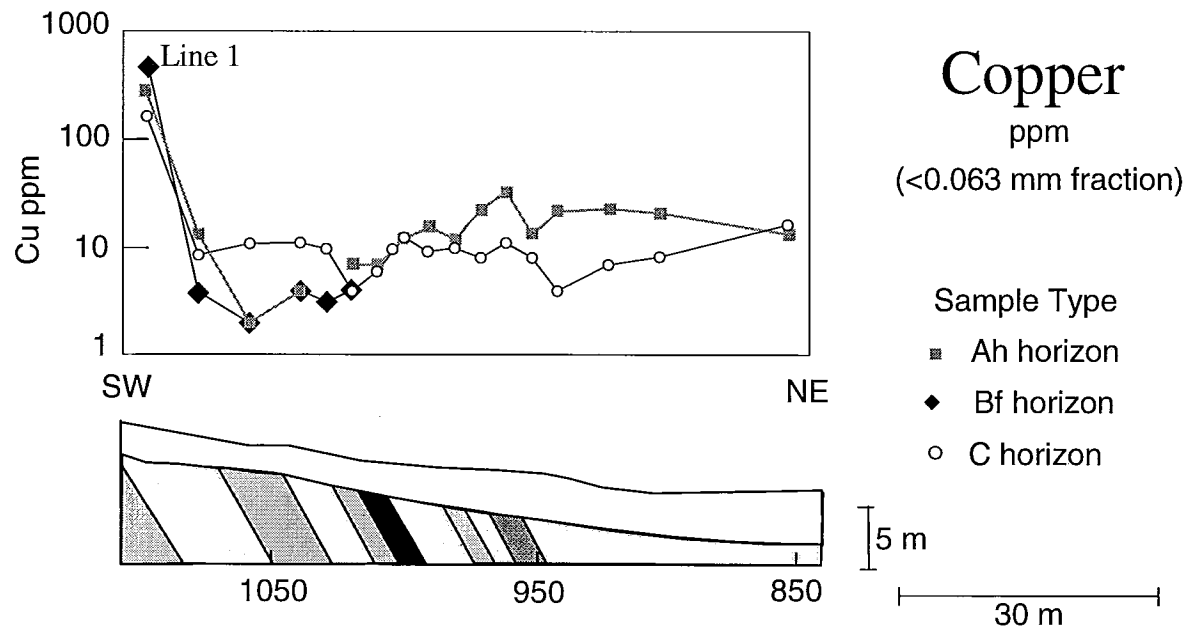 1000
Line 1
100
10
1
Cu ppm
SW
NE
Copper
ppm
(<0.063 mm fraction)
Sample Type
Ah horizon
Bf horizon
C horizon
5 m
1050
950
850
30 m